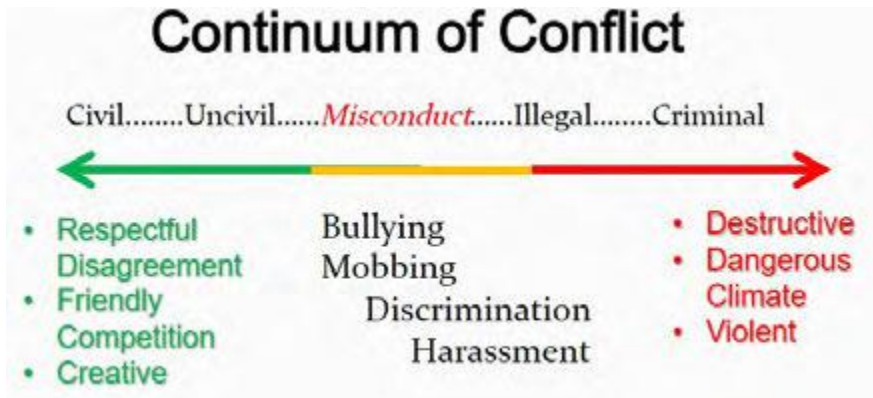 Continuum of Conflict
Civil........Uncivil......Misconduct......Illegal........Criminal
• Respectful
Disagreement
• Friendly
Competition
• Creative
Bullying
Mobbing
Discrimination
Harassment
• Destructive
• Dangerous
Climate
• Violent